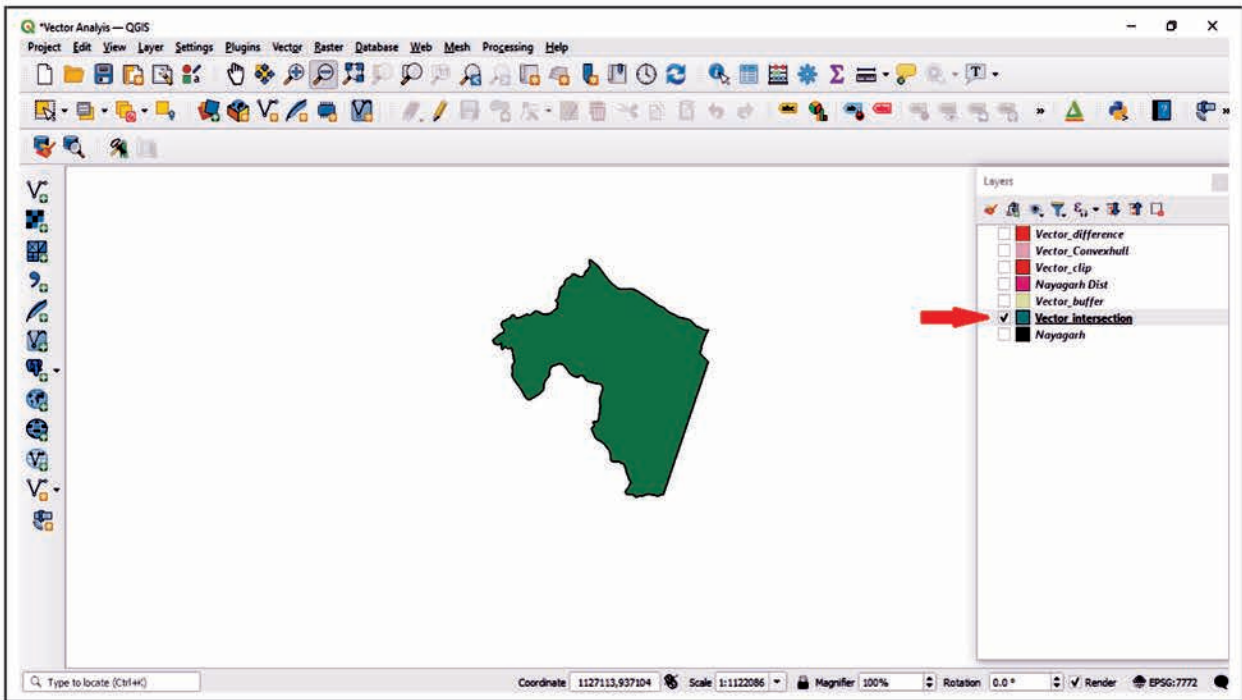 *Vector Analyis — QGIS
Project Edit View Layer Settings Plugins Vector Raster Database Web Mesh Processing Help
Layers
Vector_difference
Vector_Convexhull
Vector_clip
Nayagarh Dist
Vector_buffer
Vector intersection
Nayagarh
Type to locate (Ctrl+K) Coordinate 1127113,937104 Scale 1:1122086 Magnifier 100% Rotation 0.0 ° Render EPSG:7772